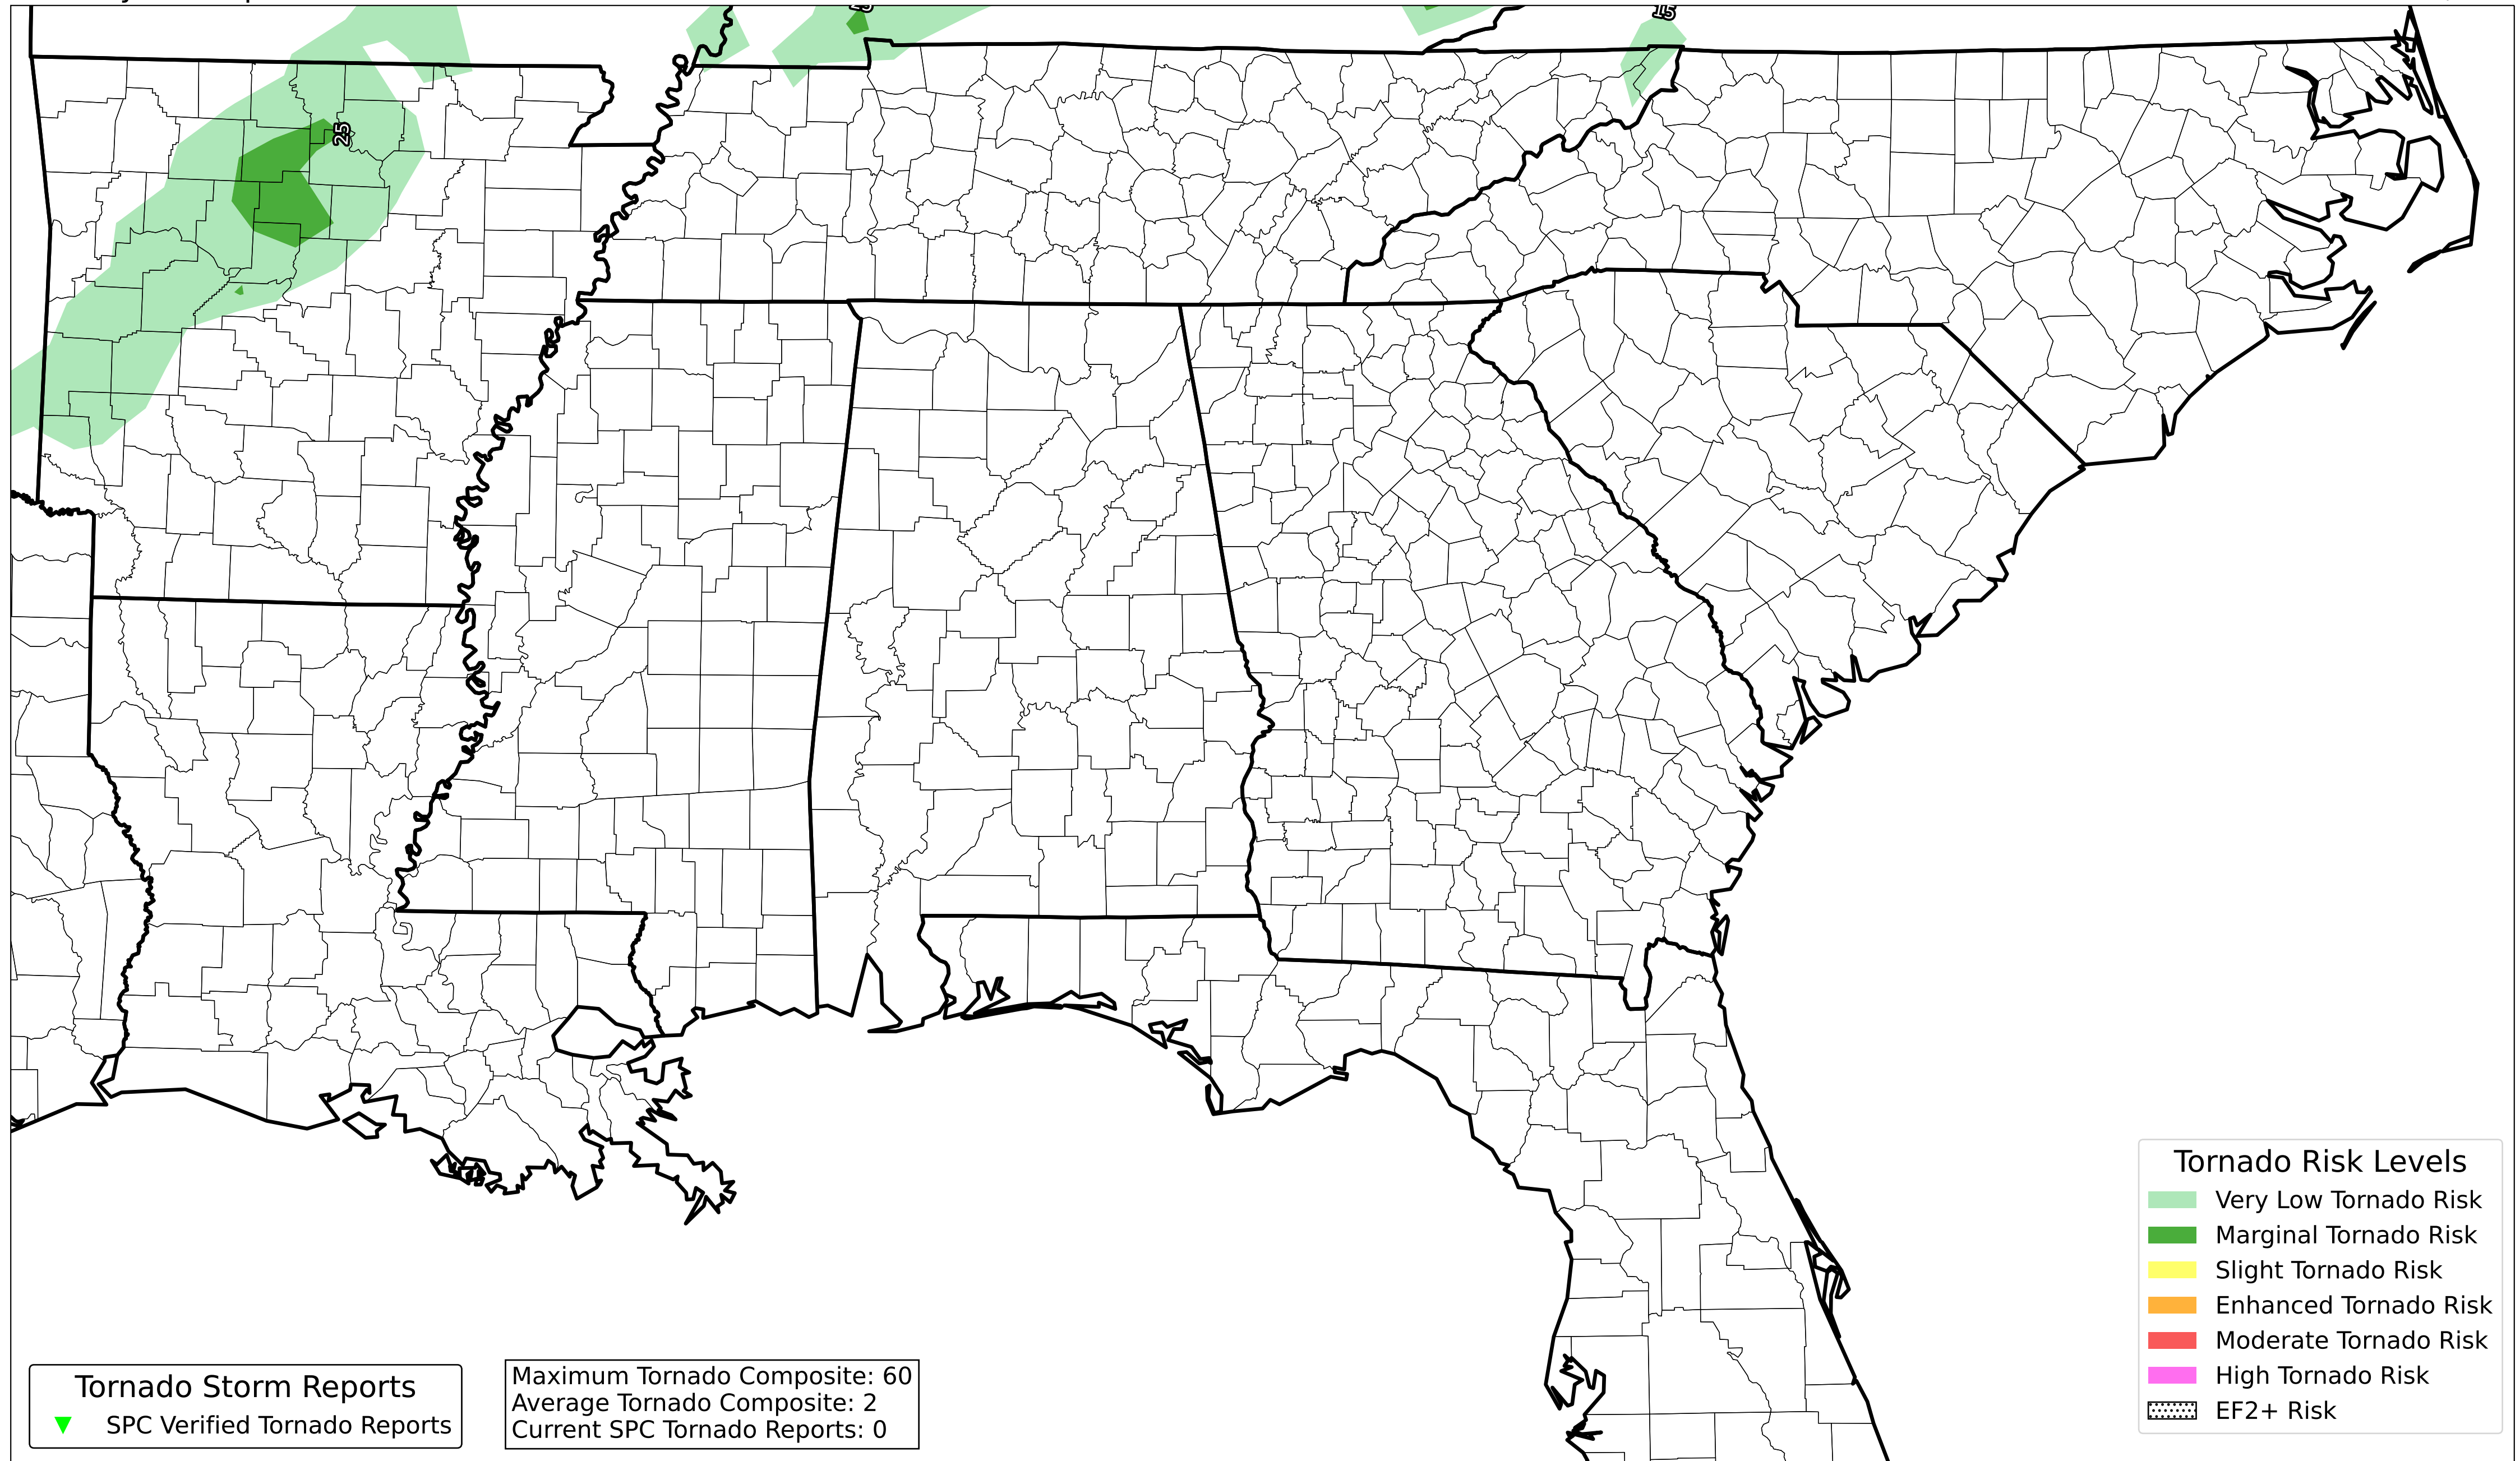 15
25
Tornado Risk Levels
Very Low Tornado Risk
Marginal Tornado Risk
Slight Tornado Risk
Enhanced Tornado Risk
Moderate Tornado Risk
High Tornado Risk
EF2+ Risk
Maximum Tornado Composite: 60
Average Tornado Composite: 2
Current SPC Tornado Reports: 0
Tornado Storm Reports
SPC Verified Tornado Reports